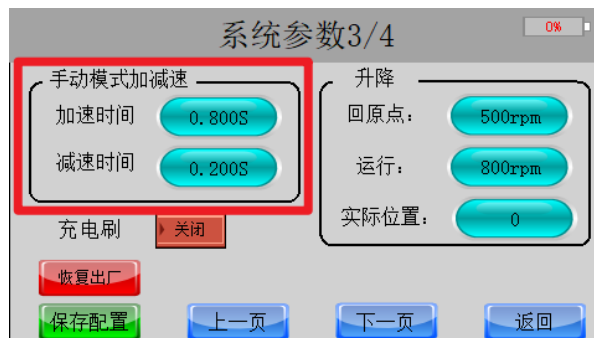 系统参数3/4
0%
手动模式加减速
加速时间 0.800S
减速时间 0.200S
升降
回原点： 500rpm
运行： 800rpm
实际位置： 0
充电刷 关闭
恢复出厂
保存配置 上一页 下一页 返回